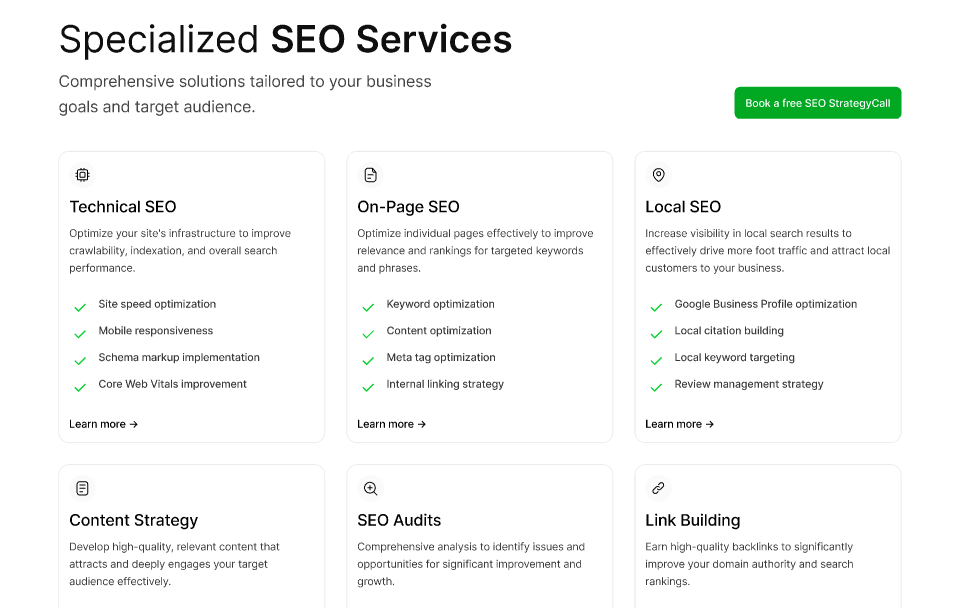 Specialized SEO Services
Comprehensive solutions tailored to your business
goals and target audience.
Book a free SEO StrategyCall
Technical SEO
Optimize your site's infrastructure to improve
crawlability, indexation, and overall search
performance.
Site speed optimization
Mobile responsiveness
Schema markup implementation
Core Web Vitals improvement
Learn more →
On-Page SEO
Optimize individual pages effectively to improve
relevance and rankings for targeted keywords
and phrases.
Keyword optimization
Content optimization
Meta tag optimization
Internal linking strategy
Learn more →
Local SEO
Increase visibility in local search results to
effectively drive more foot traffic and attract local
customers to your business.
Google Business Profile optimization
Local citation building
Local keyword targeting
Review management strategy
Learn more →
Content Strategy
Develop high-quality, relevant content that
attracts and deeply engages your target
audience effectively.
SEO Audits
Comprehensive analysis to identify issues and
opportunities for significant improvement and
growth.
Link Building
Earn high-quality backlinks to significantly
improve your domain authority and search
rankings.